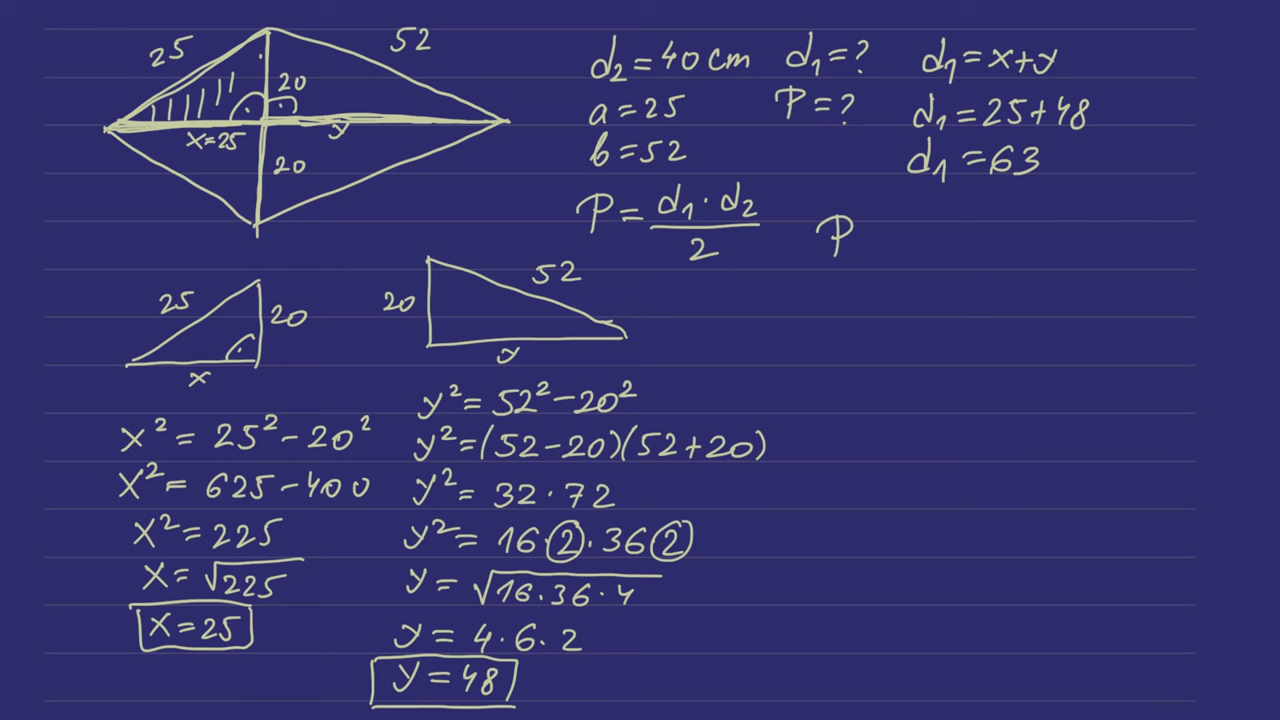 25 52
20
x=25 y
20
d₂=40cm d₁=? d₁=x+y
a=25 P=? d₁=25+48
b=52 d₁=63
P=d₁·d₂/2 P
25 20 x
20 52 y
x²=25²-20²
x²=625-400
x²=225
x=√225
x=25
y²=52²-20²
y²=(52-20)(52+20)
y²=32·72
y²=16·2·36 2
y=√16·36·4
y=4·6·2
y=48